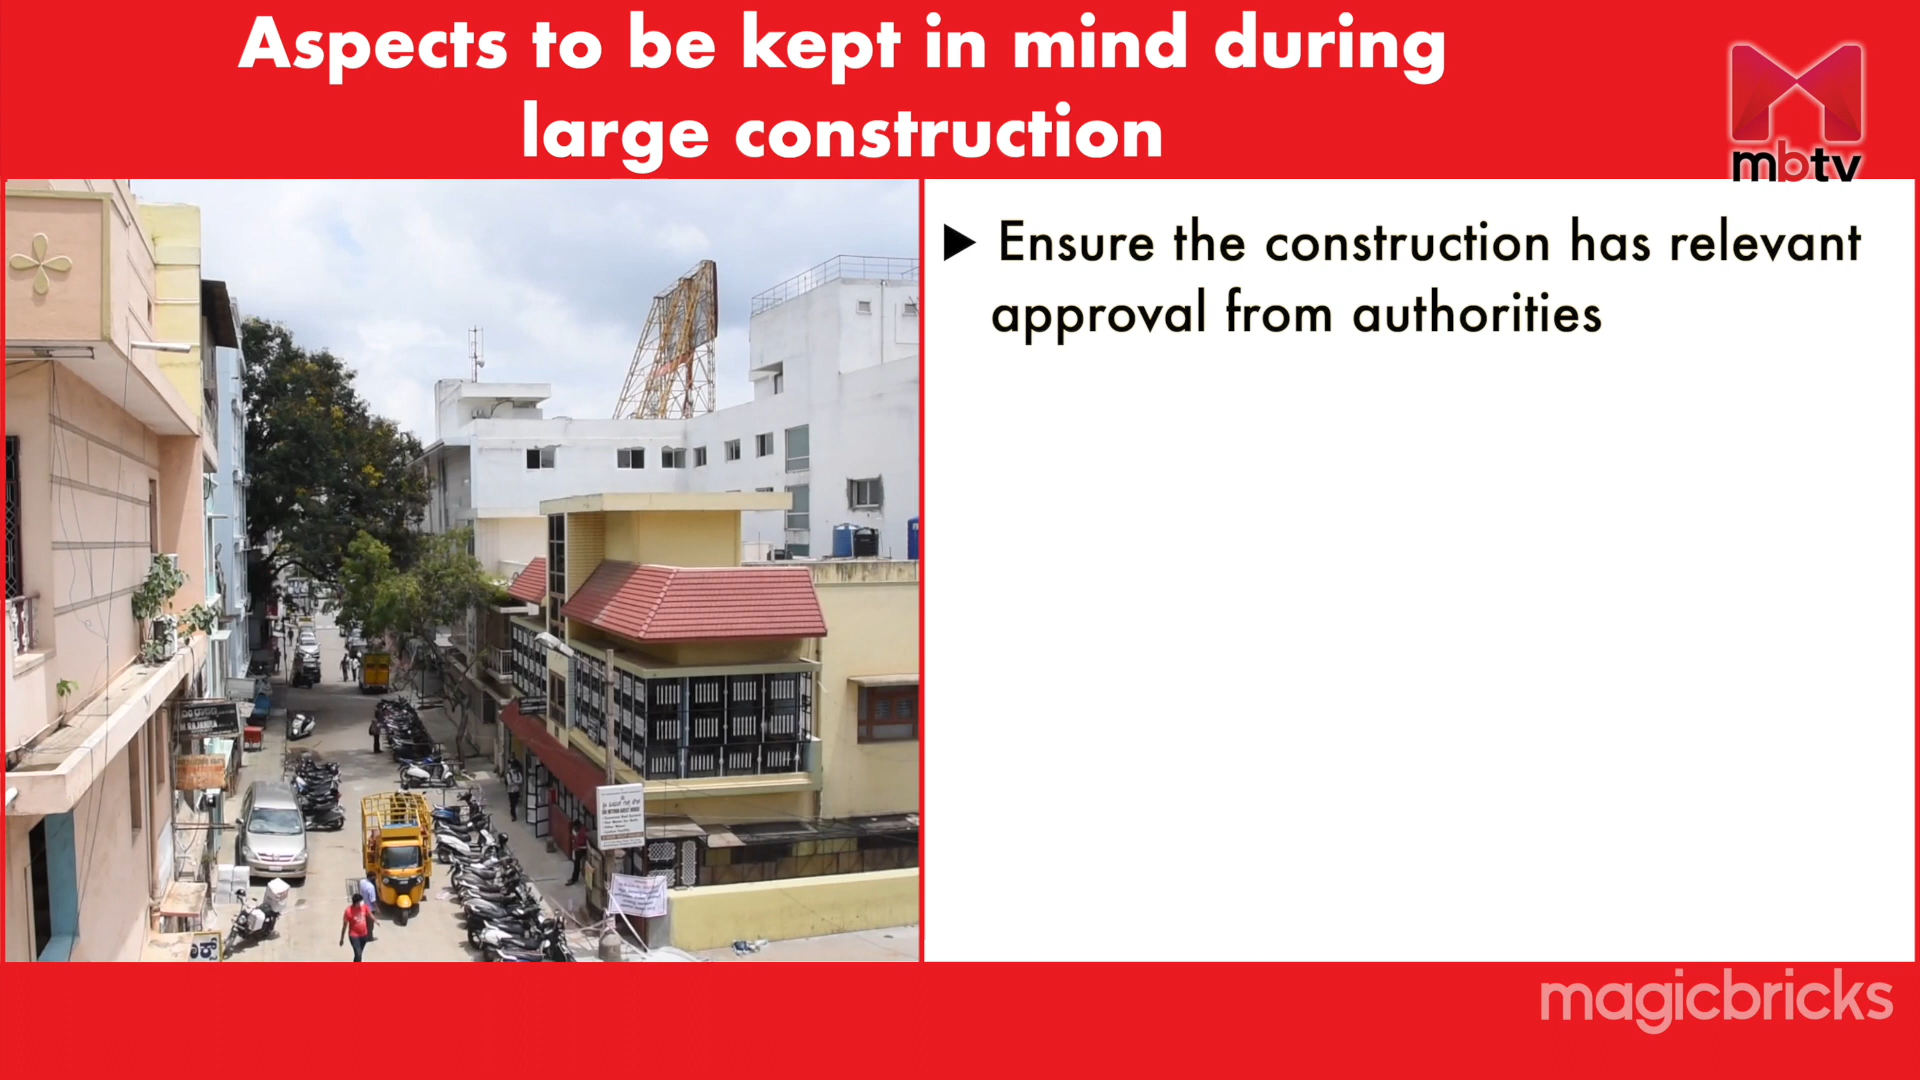 Aspects to be kept in mind during
large construction
mbtv
▶ Ensure the construction has relevant
approval from authorities
magicbricks